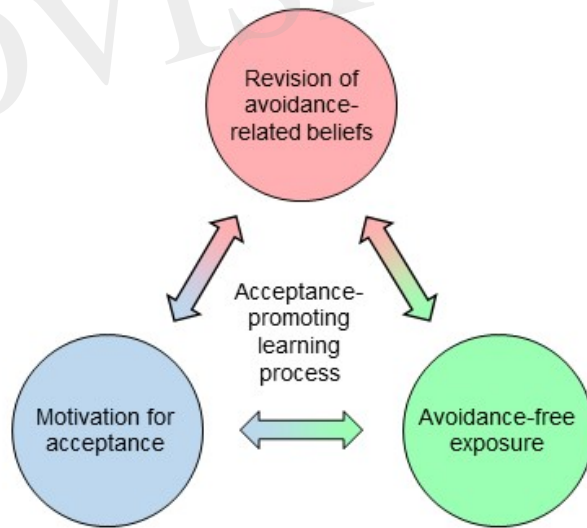 Revision of
avoidance-
related beliefs
Acceptance-
promoting
learning
process
Motivation for
acceptance
Avoidance-free
exposure